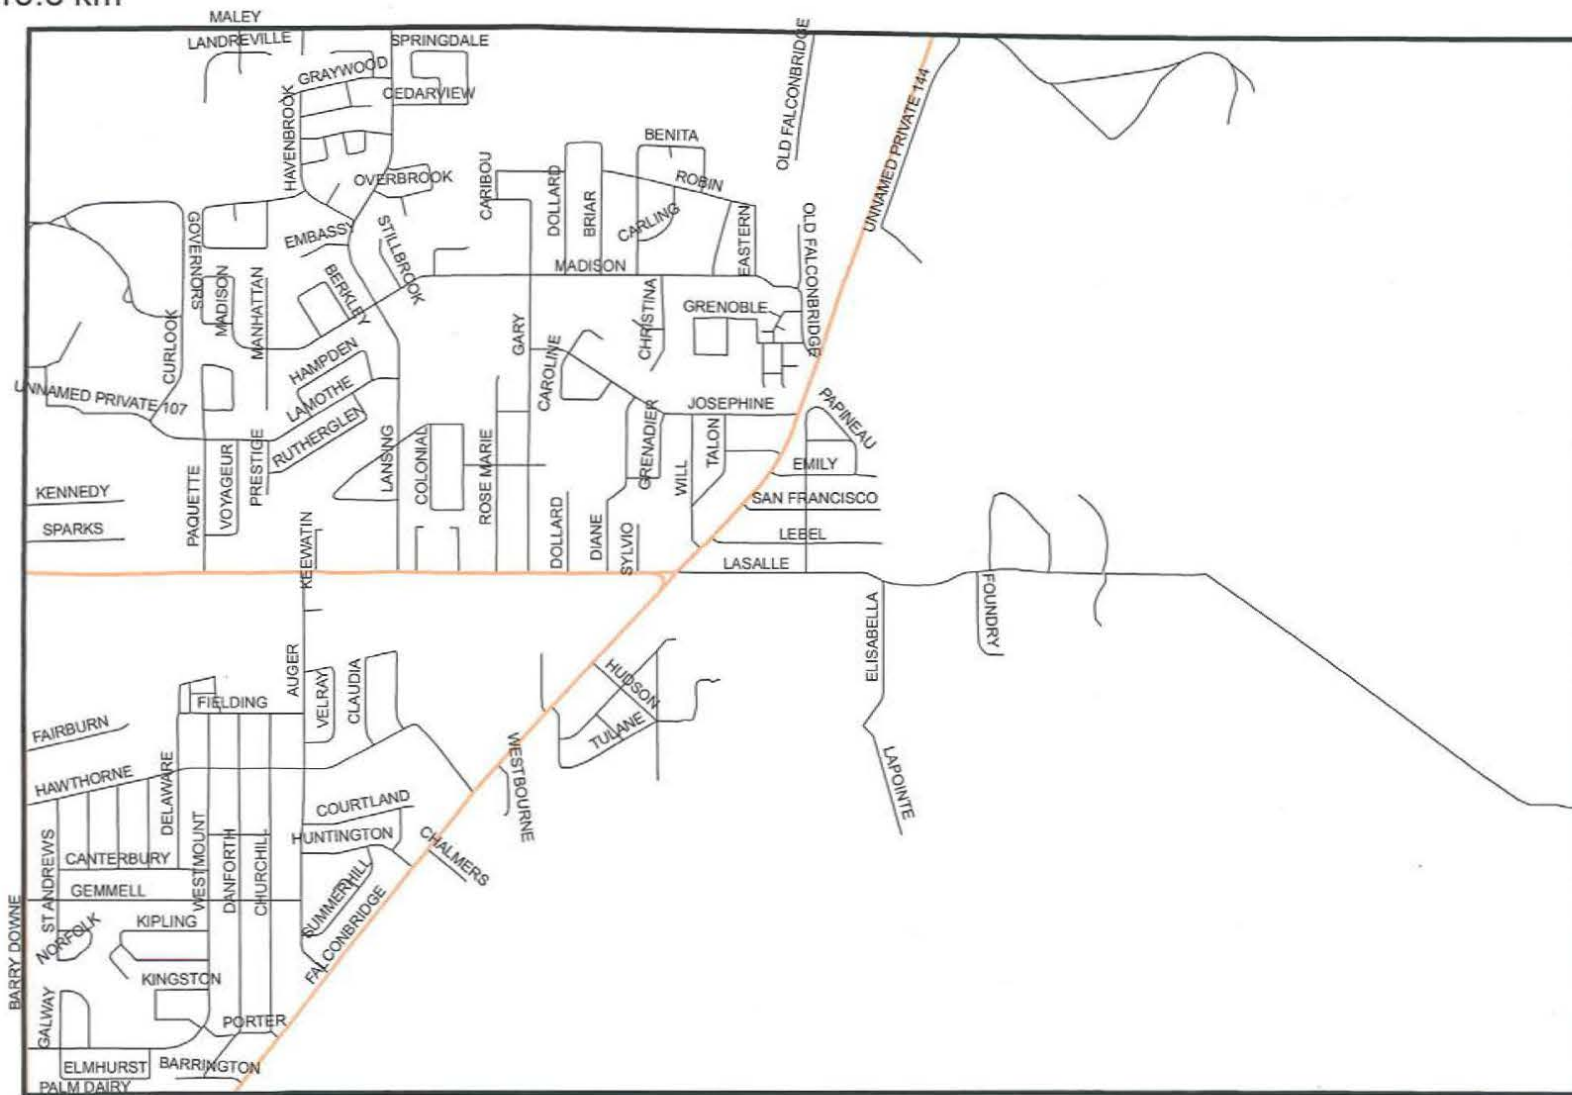 MALEY
LANDREVILLE
SPRINGDALE
OLD FALCONBRIDGE
GRAYWOOD
CEDARVIEW
HAVENBROOK
UNNAMED PRIVATE 144
BENITA
OVERBROOK
CARIBOU
DOLLARD
BRIAR
ROBIN
CARLING
GOVERNORS
EMBASSY
STILLBROOK
EASTERN
OLD FALCONBRIDGE
MADISON
MADISON
MANHATTAN
BERKLEY
CHRISTINA
GRENOBLE
CURLOOK
GARY
CAROLINE
HAMPDEN
UNNAMED PRIVATE 107
LAMOTHE
JOSEPHINE
PAPINEAU
RUTHERGLEN
GRENADIER
TALON
PAQUETTE
VOYAGEUR
PRESTIGE
LANSING
COLONIAL
ROSE MARIE
WILL
EMILY
KENNEDY
SAN FRANCISCO
SPARKS
KEEWATIN
DOLLARD
DIANE
SYLVIO
LEBEL
LASALLE
FOUNDRY
ELISABELLA
AUGER
VELRAY
CLAUDIA
HUDSON
FIELDING
FAIRBURN
TULANE
DELAWARE
WESTBOURNE
HAWTHORNE
LAPOINTE
COURTLAND
HUNTINGTON
CHALMERS
ST ANDREWS
CANTERBURY
WESTMOUNT
DANFORTH
CHURCHILL
GEMMELL
SUMMERHILL
FALCONBRIDGE
BARRY DOWNE
NORFOLK
KIPLING
KINGSTON
GALWAY
PORTER
ELMHURST
BARRINGTON
PALM DAIRY